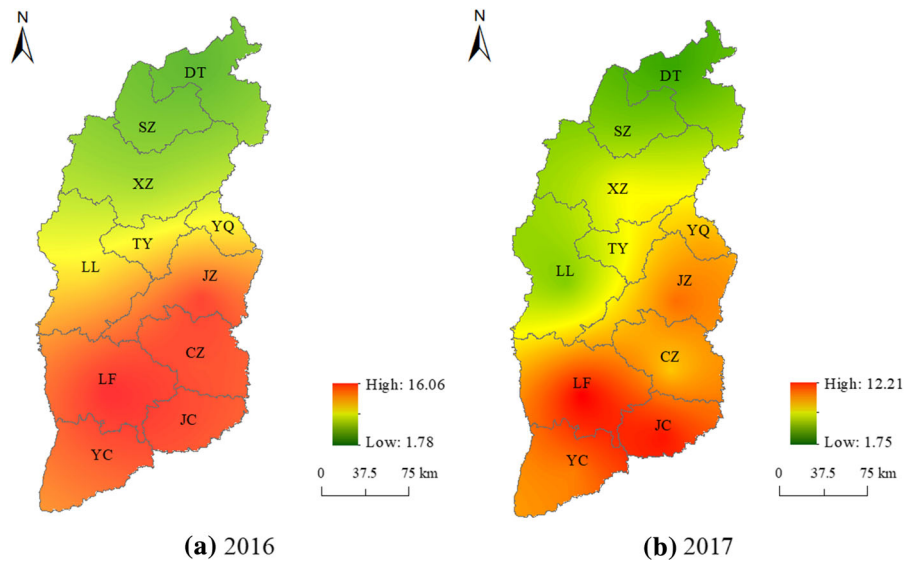 N
DT
SZ
XZ
YQ
TY
LL
JZ
CZ
LF
JC
YC
High: 16.06
Low: 1.78
0 37.5 75 km
(a) 2016
N
DT
SZ
XZ
YQ
TY
LL
JZ
CZ
LF
JC
YC
High: 12.21
Low: 1.75
0 37.5 75 km
(b) 2017